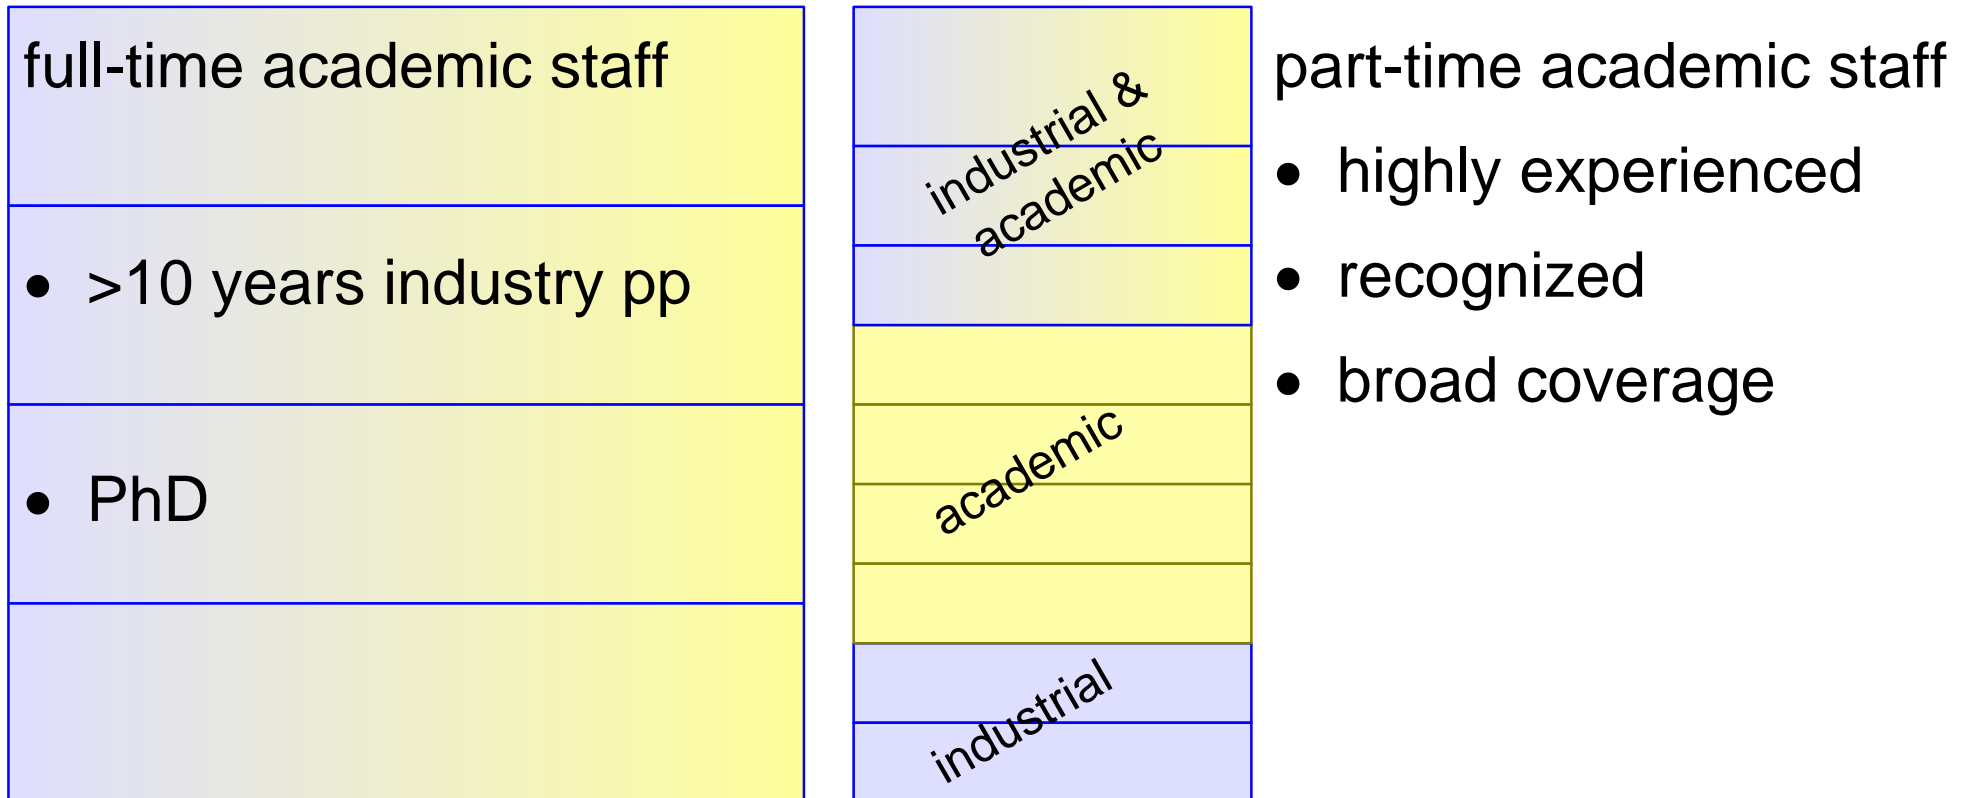 full-time academic staff
• >10 years industry pp
• PhD
industrial &
academic
academic
industrial
part-time academic staff
• highly experienced
• recognized
• broad coverage